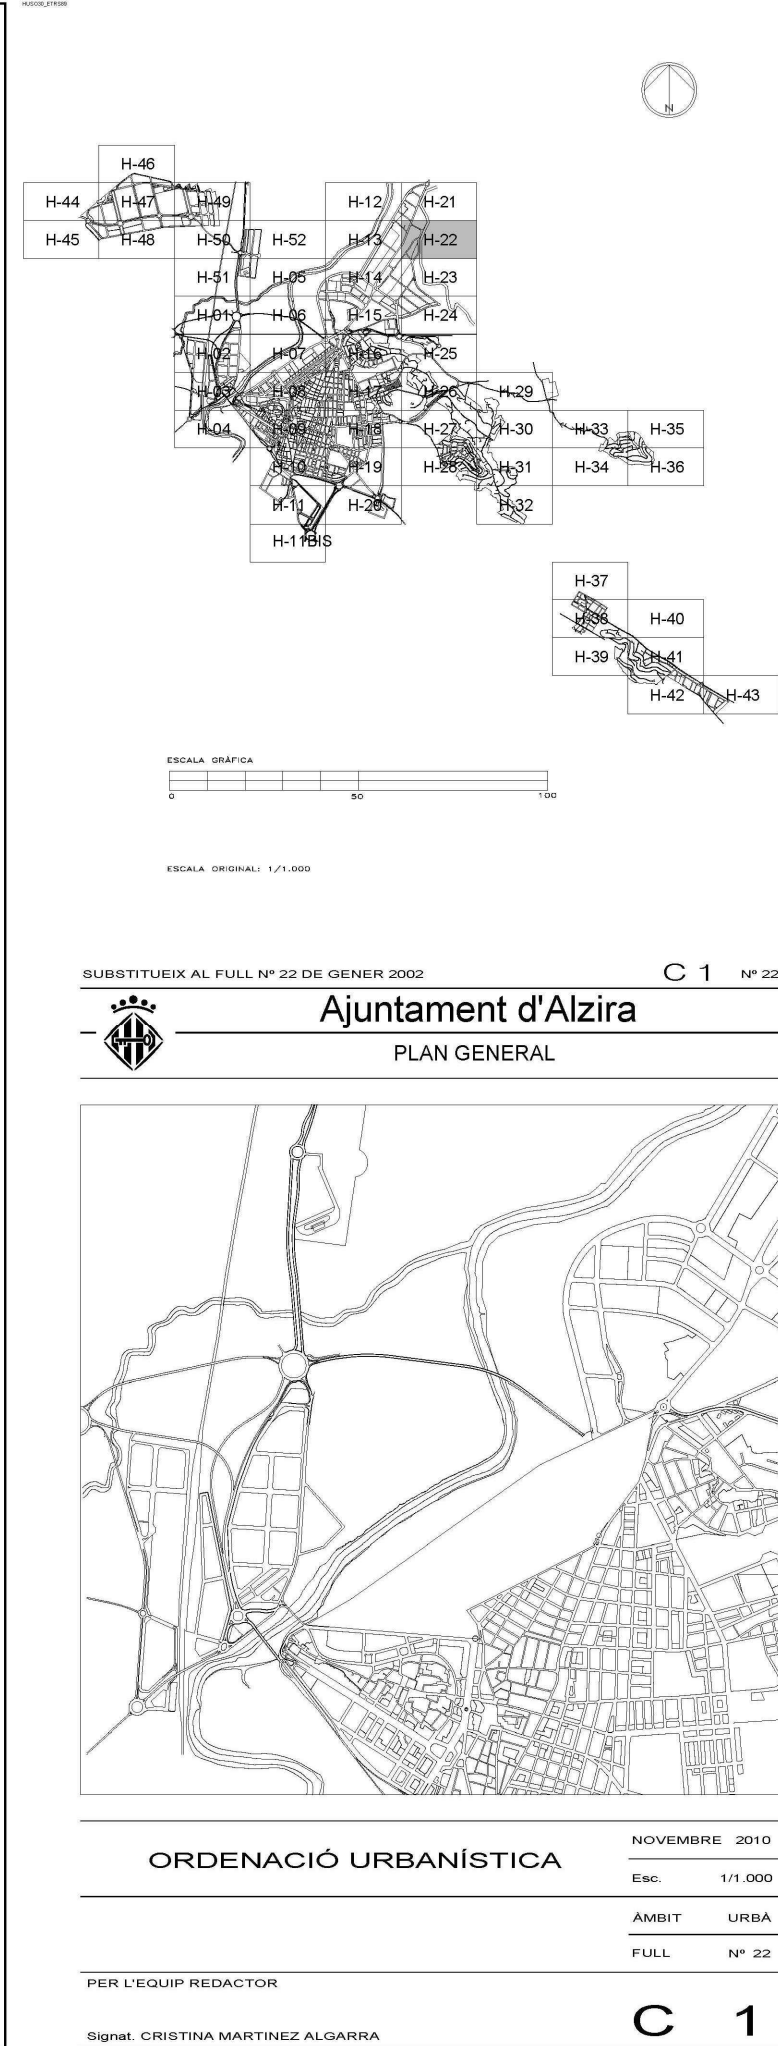 HUSO30_ETRS89
N
H-46
H-44 H-47 H-49 H-12 H-21
H-45 H-48 H-50 H-52 H-13 H-22
H-51 H-05 H-14 H-23
H-01 H-06 H-15 H-24
H-02 H-07 H-16 H-25
H-03 H-08 H-17 H-26 H-29
H-04 H-09 H-18 H-27 H-30 H-33 H-35
H-10 H-19 H-28 H-31 H-34 H-36
H-11 H-20 H-32
H-11BIS
H-37
H-38 H-40
H-39 H-41
H-42 H-43
ESCALA GRÀFICA
0 50 100
ESCALA ORIGINAL: 1/1.000
SUBSTITUEIX AL FULL Nº 22 DE GENER 2002 C 1 Nº 22
Ajuntament d'Alzira
PLAN GENERAL
ORDENACIÓ URBANÍSTICA
NOVEMBRE 2010
Esc. 1/1.000
ÀMBIT URBÀ
FULL Nº 22
PER L'EQUIP REDACTOR
C 1
Signat. CRISTINA MARTINEZ ALGARRA